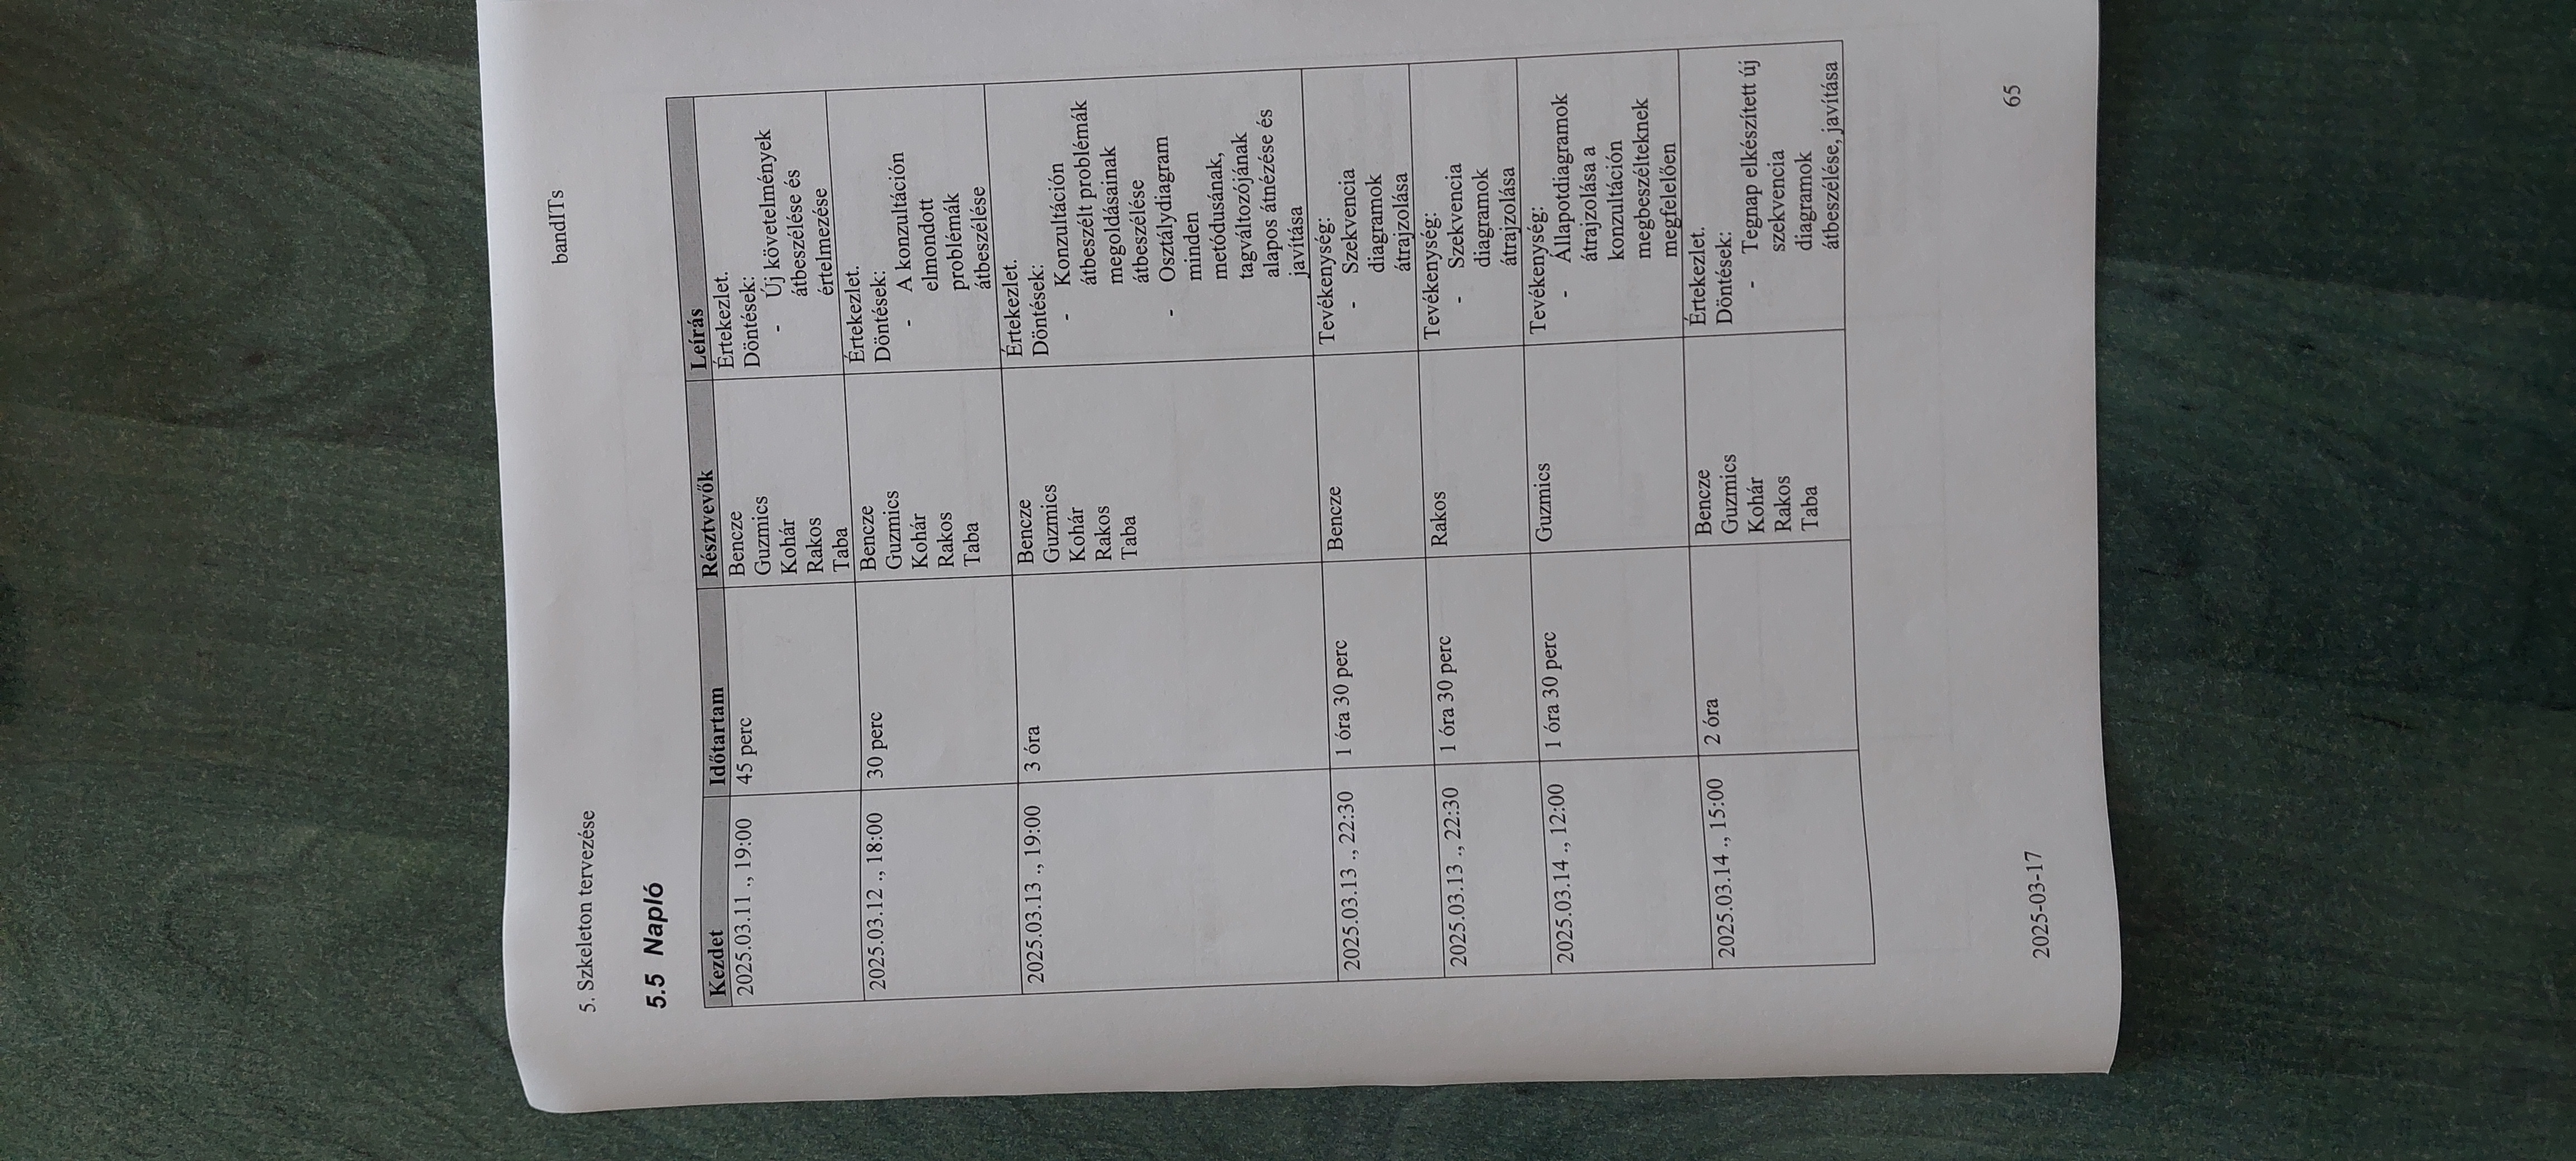 5. Szkeleton tervezése
bandITs
5.5 Napló
Kezdet Időtartam Résztvevők Leírás
2025.03.11 ., 19:00
45 perc
Bencze
Guzmics
Kohár
Rakos
Taba
Értekezlet.
Döntések:
- Új követelmények
átbeszélése és
értelmezése
2025.03.12 ., 18:00
30 perc
Bencze
Guzmics
Kohár
Rakos
Taba
Értekezlet.
Döntések:
- A konzultáción
elmondott
problémák
átbeszélése
2025.03.13 ., 19:00
3 óra
Bencze
Guzmics
Kohár
Rakos
Taba
Értekezlet.
Döntések:
- Konzultáción
átbeszélt problémák
megoldásainak
átbeszélése
- Osztálydiagram
minden
metódusának,
tagváltozójának
alapos átnézése és
javítása
2025.03.13 ., 22:30
1 óra 30 perc
Bencze
Tevékenység:
- Szekvencia
diagramok
átrajzolása
2025.03.13 ., 22:30
1 óra 30 perc
Rakos
Tevékenység:
- Szekvencia
diagramok
átrajzolása
2025.03.14 ., 12:00
1 óra 30 perc
Guzmics
Tevékenység:
- Állapotdiagramok
átrajzolása a
konzultáción
megbeszélteknek
megfelelően
2025.03.14 ., 15:00
2 óra
Bencze
Guzmics
Kohár
Rakos
Taba
Értekezlet.
Döntések:
- Tegnap elkészített új
szekvencia
diagramok
átbeszélése, javítása
2025-03-17
65